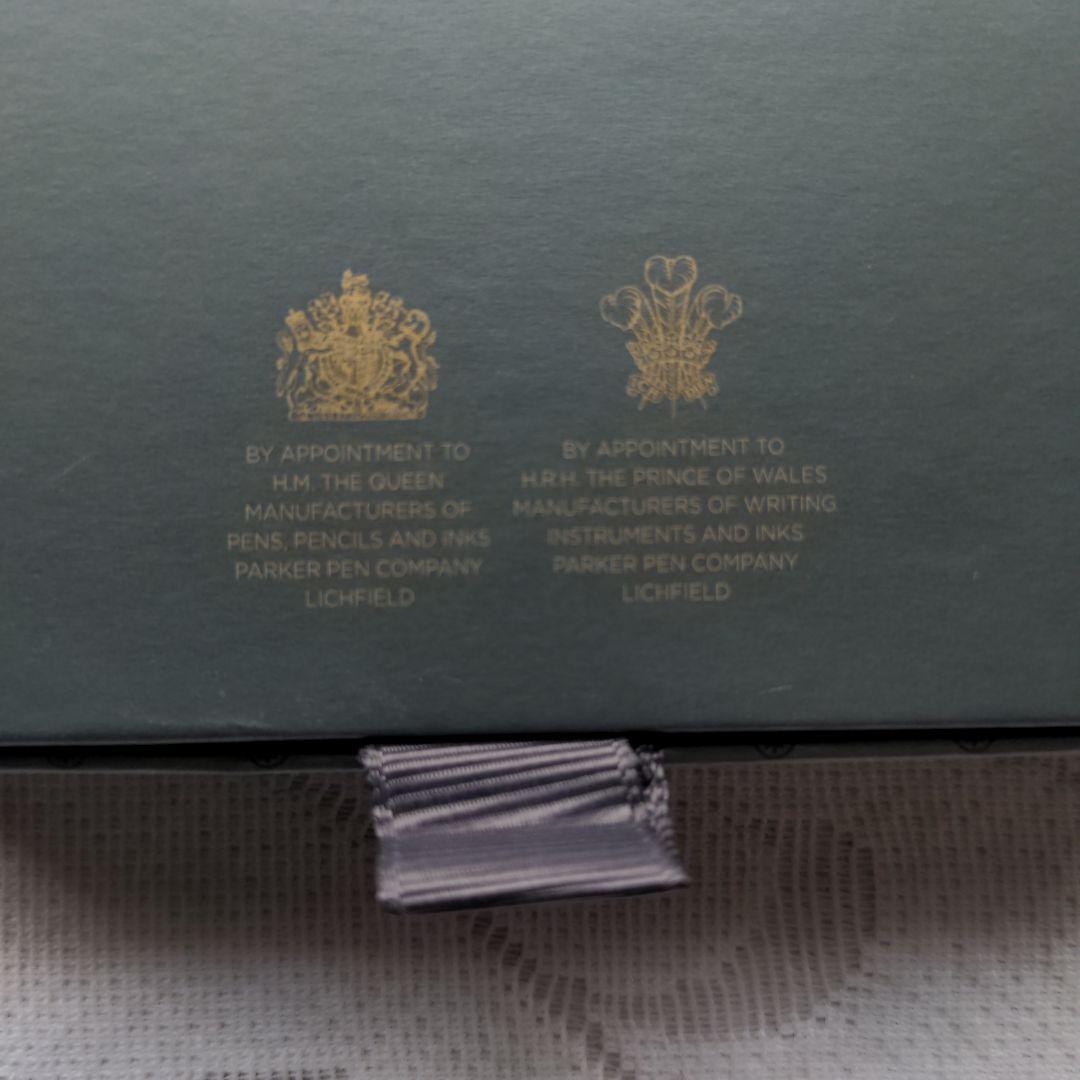 BY APPOINTMENT TO
H.M. THE QUEEN
MANUFACTURERS OF
PENS, PENCILS AND INKS
PARKER PEN COMPANY
LICHFIELD
BY APPOINTMENT TO
H.R.H. THE PRINCE OF WALES
MANUFACTURERS OF WRITING
INSTRUMENTS AND INKS
PARKER PEN COMPANY
LICHFIELD